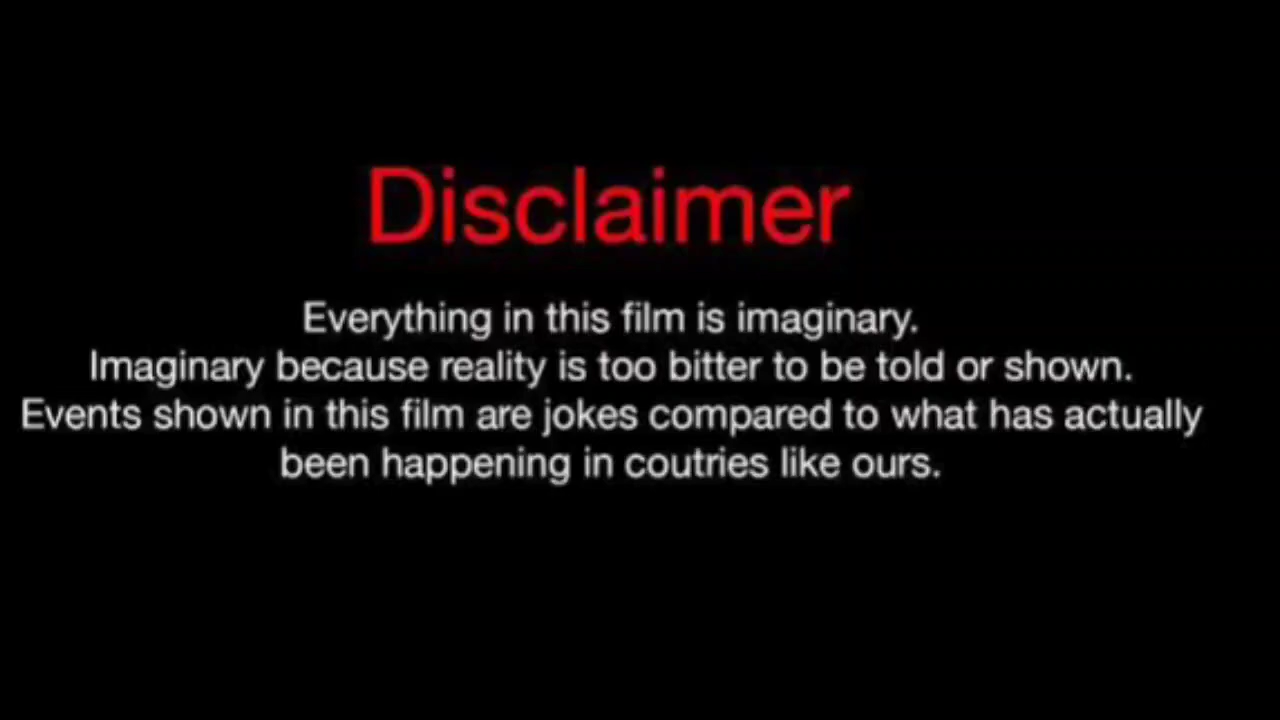 Disclaimer
Everything in this film is imaginary.
Imaginary because reality is too bitter to be told or shown.
Events shown in this film are jokes compared to what has actually
been happening in coutries like ours.